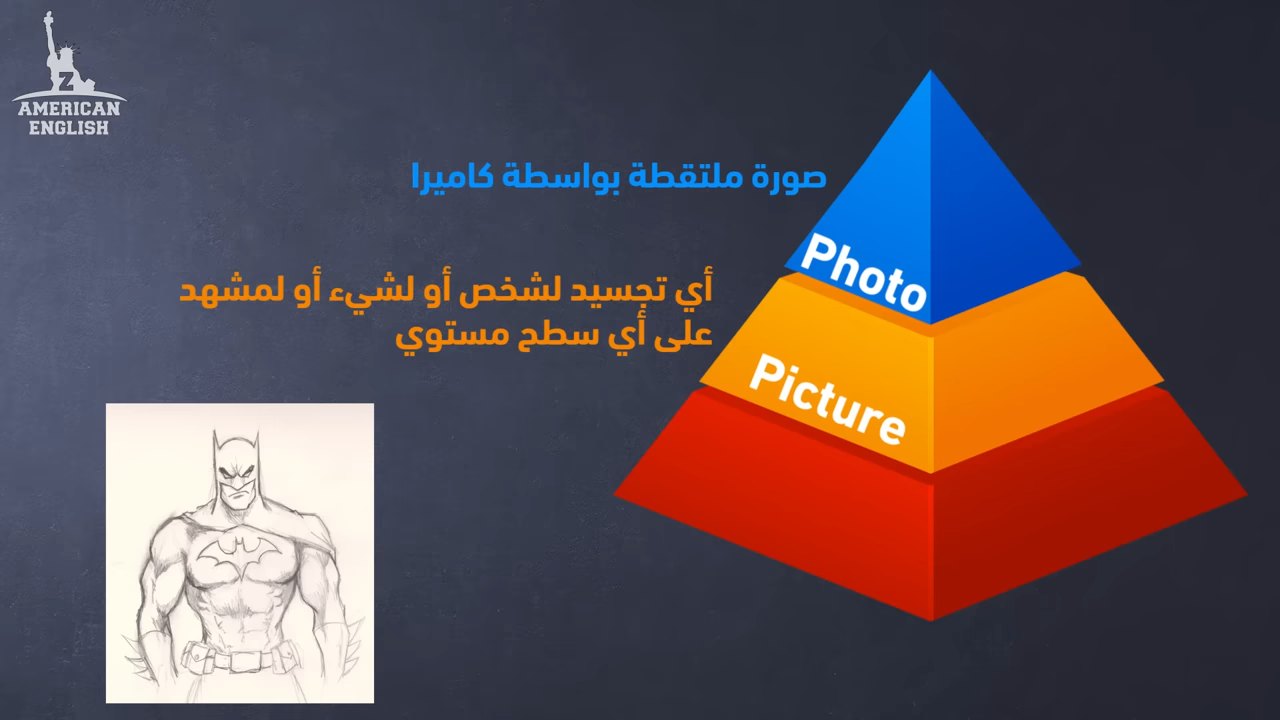 Z
AMERICAN
ENGLISH
صورة ملتقطة بواسطة كاميرا
Photo
أي تجسيد لشخص أو لشيء أو لمشهد
على أي سطح مستوي
Picture